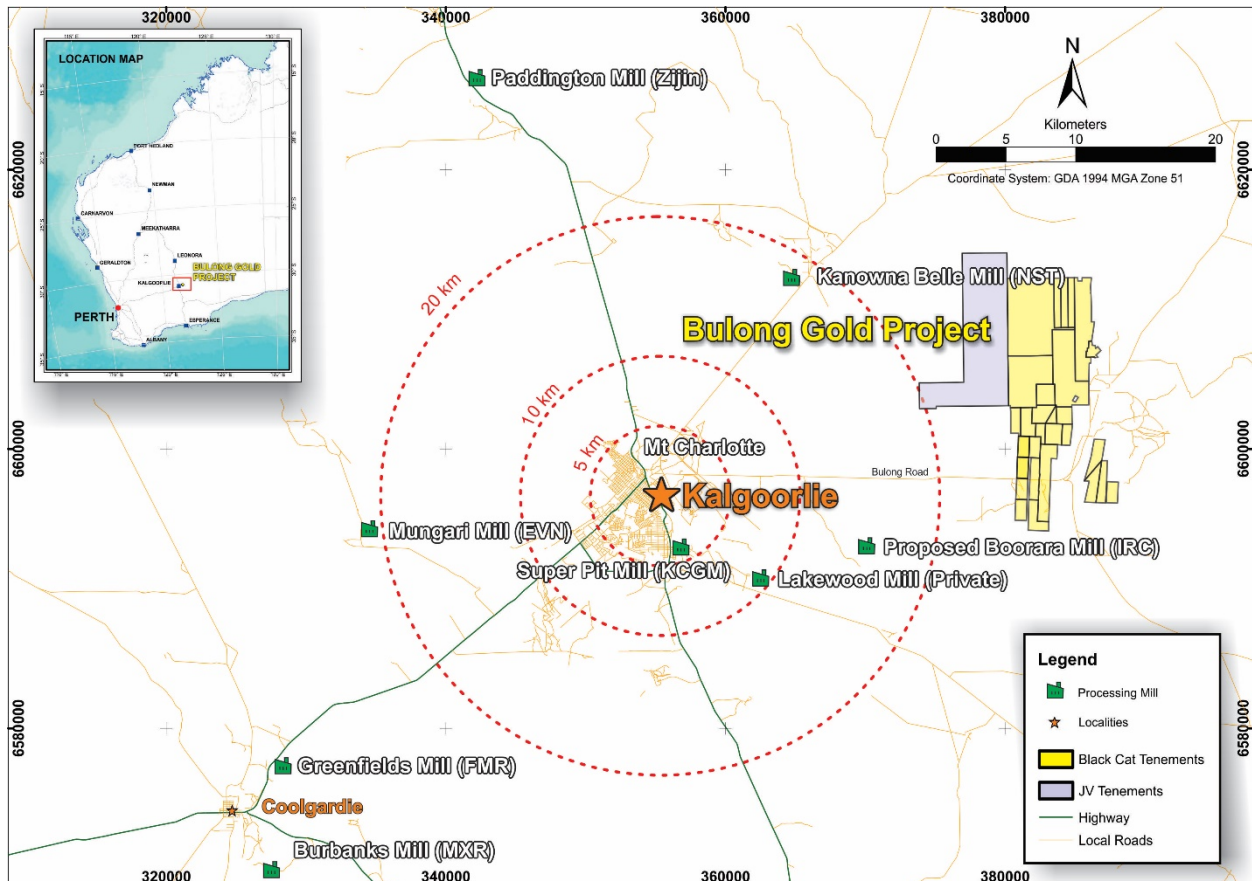 320000
340000
360000
380000
LOCATION MAP
PORT HEDLAND
NEWMAN
CARNARVON
MEEKATHARRA
GERALDTON
LEONORA
BULONG GOLD
PROJECT
KALGOORLIE
PERTH
ESPERANCE
ALBANY
Paddington Mill (Zijin)
N
Kilometers
0 5 10 20
Coordinate System: GDA 1994 MGA Zone 51
6620000
6620000
20 km
Kanowna Belle Mill (NST)
Bulong Gold Project
10 km
5 km
Mt Charlotte
6600000
6600000
Bulong Road
Kalgoorlie
Mungari Mill (EVN)
Proposed Boorara Mill (IRC)
Super Pit Mill (KCGM)
Lakewood Mill (Private)
Legend
Processing Mill
Localities
Black Cat Tenements
JV Tenements
Highway
Local Roads
6580000
6580000
Greenfields Mill (FMR)
Coolgardie
Burbanks Mill (MXR)
320000
340000
360000
380000